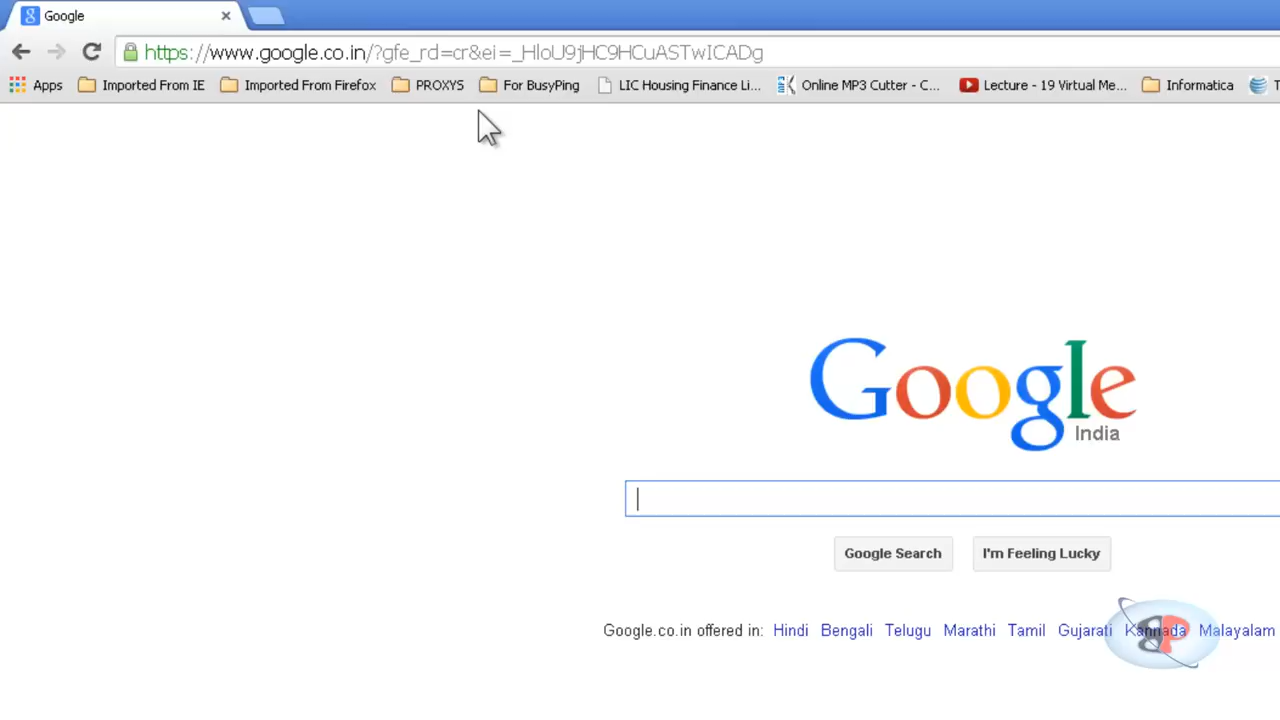 Google
https://www.google.co.in/?gfe_rd=cr&ei=_HloU9jHC9HCuASTwICADg
Apps Imported From IE Imported From Firefox PROXYS For BusyPing LIC Housing Finance Li... Online MP3 Cutter - C... Lecture - 19 Virtual Me... Informatica T
Google
India
Google Search I'm Feeling Lucky
Google.co.in offered in: Hindi Bengali Telugu Marathi Tamil Gujarati Kannada Malayalam
BP